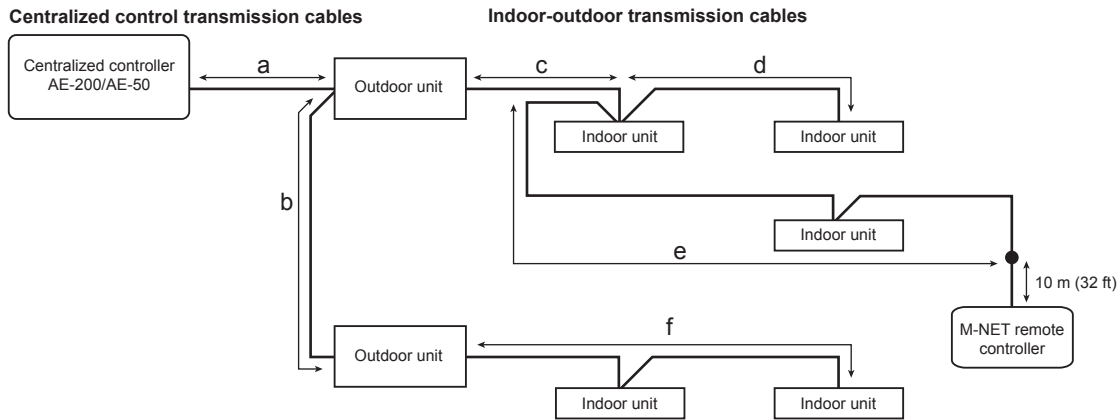 Centralized control transmission cables
Indoor-outdoor transmission cables
Centralized controller
AE-200/AE-50
a
Outdoor unit
c
d
Indoor unit
Indoor unit
b
Indoor unit
e
10 m (32 ft)
M-NET remote
controller
Outdoor unit
f
Indoor unit
Indoor unit